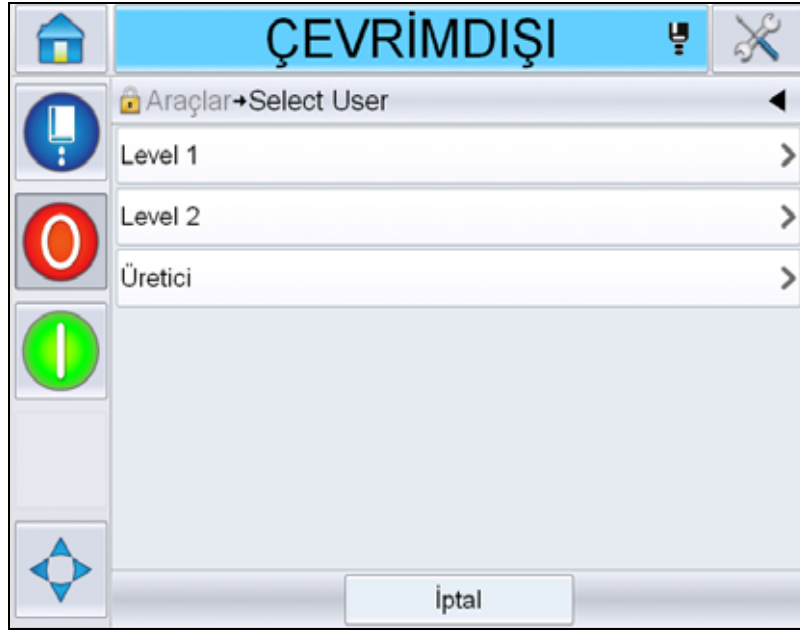 ÇEVRİMDIŞI
Araçlar→Select User
Level 1
Level 2
Üretici
İptal